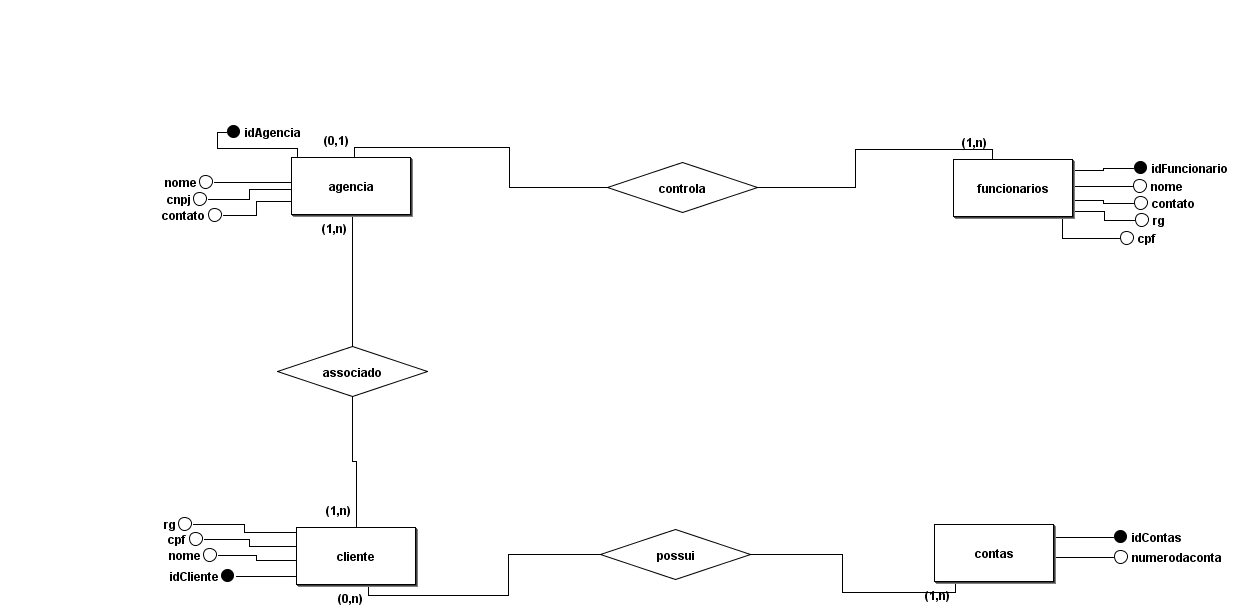 idAgencia
(0,1)
(1,n)
nome
cnpj
contato
agencia
controla
funcionarios
idFuncionario
nome
contato
rg
cpf
(1,n)
associado
(1,n)
rg
cpf
nome
idCliente
cliente
possui
contas
idContas
numerodaconta
(0,n)
(1,n)